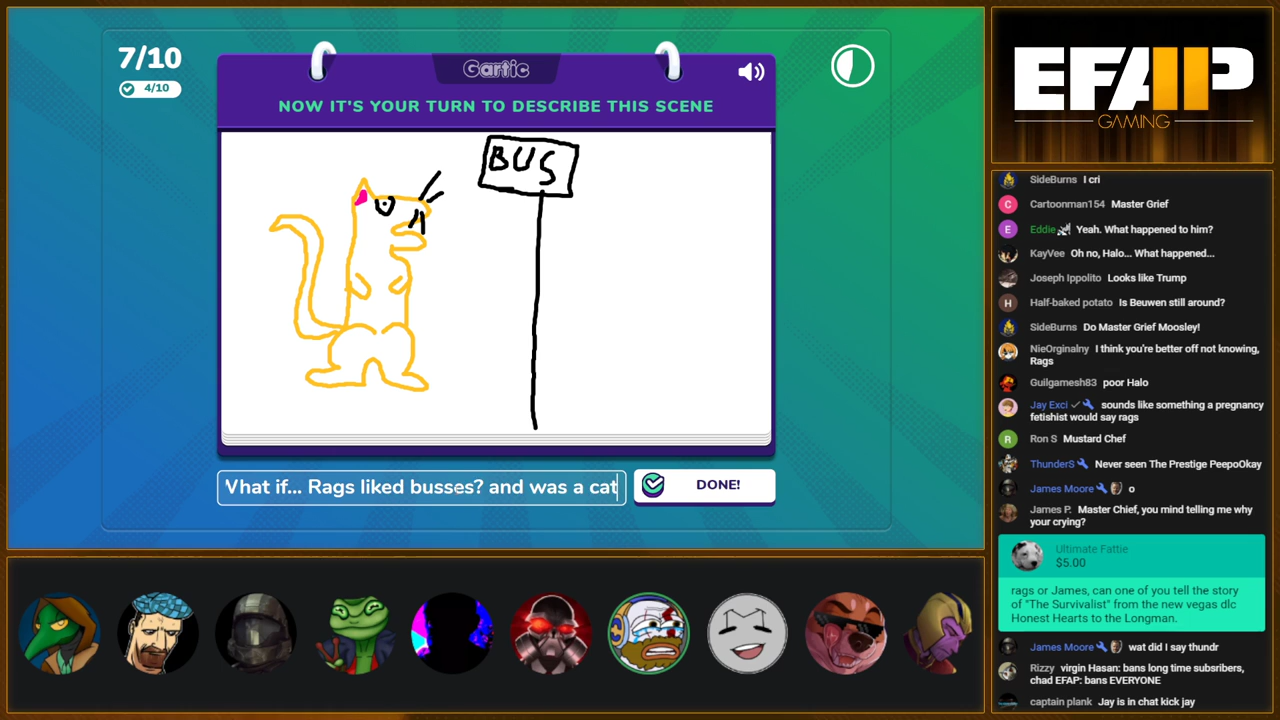 7/10
4/10
Gartic
NOW IT'S YOUR TURN TO DESCRIBE THIS SCENE
BUS
What if... Rags liked busses? and was a cat
DONE!
EFAP
GAMING
SideBurns I cri
C Cartoonman154 Master Grief
E Eddie Yeah. What happened to him?
KayVee Oh no, Halo... What happened...
Joseph Ippolito Looks like Trump
H Half-baked potato Is Beuwen still around?
SideBurns Do Master Grief Moosley!
NieOrginalny I think you're better off not knowing,
Rags
Guilgamesh83 poor Halo
Jay Exci sounds like something a pregnancy
fetishist would say rags
R Ron S Mustard Chef
ThunderS Never seen The Prestige PeepoOkay
James Moore o
James P. Master Chief, you mind telling me why
your crying?
Ultimate Fattie
$5.00
rags or James, can one of you tell the story
of "The Survivalist" from the new vegas dlc
Honest Hearts to the Longman.
James Moore wat did I say thundr
Rizzy virgin Hasan: bans long time subsribers,
chad EFAP: bans EVERYONE
captain plank Jay is in chat kick jay